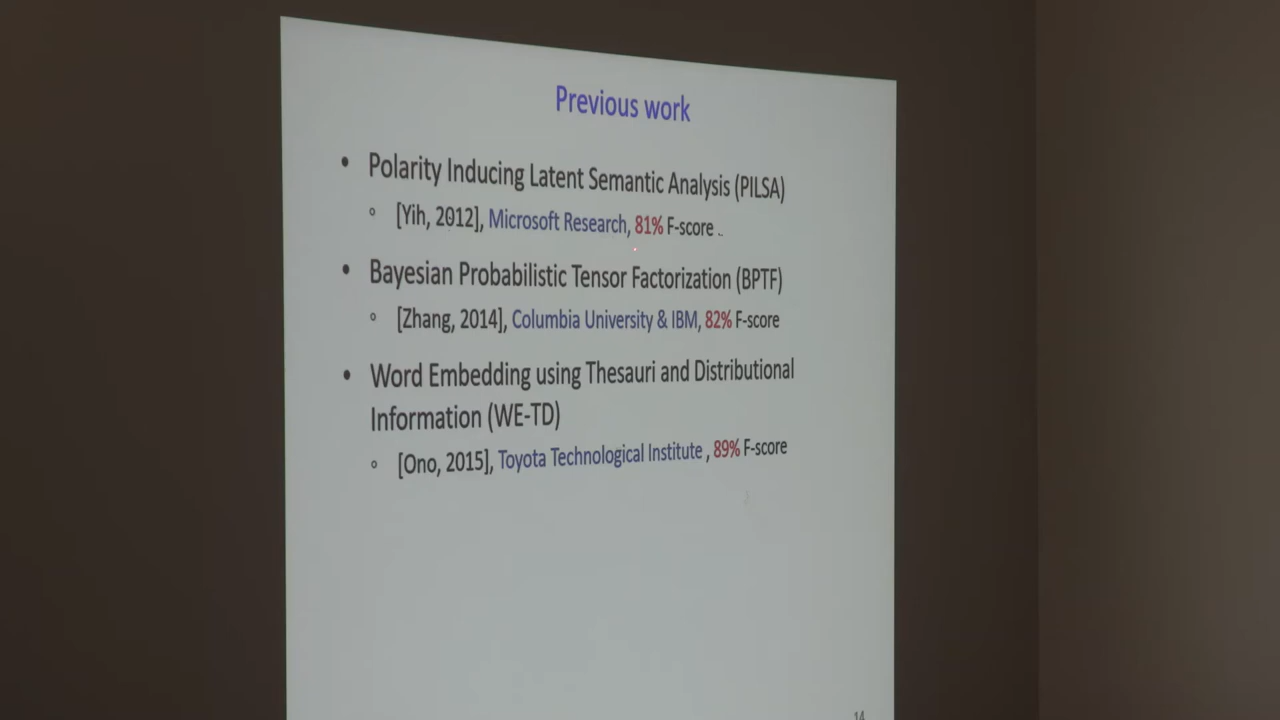 Previous work
• Polarity Inducing Latent Semantic Analysis (PILSA)
◦ [Yih, 2012], Microsoft Research, 81% F-score
• Bayesian Probabilistic Tensor Factorization (BPTF)
◦ [Zhang, 2014], Columbia University & IBM, 82% F-score
• Word Embedding using Thesauri and Distributional
Information (WE-TD)
◦ [Ono, 2015], Toyota Technological Institute , 89% F-score
14